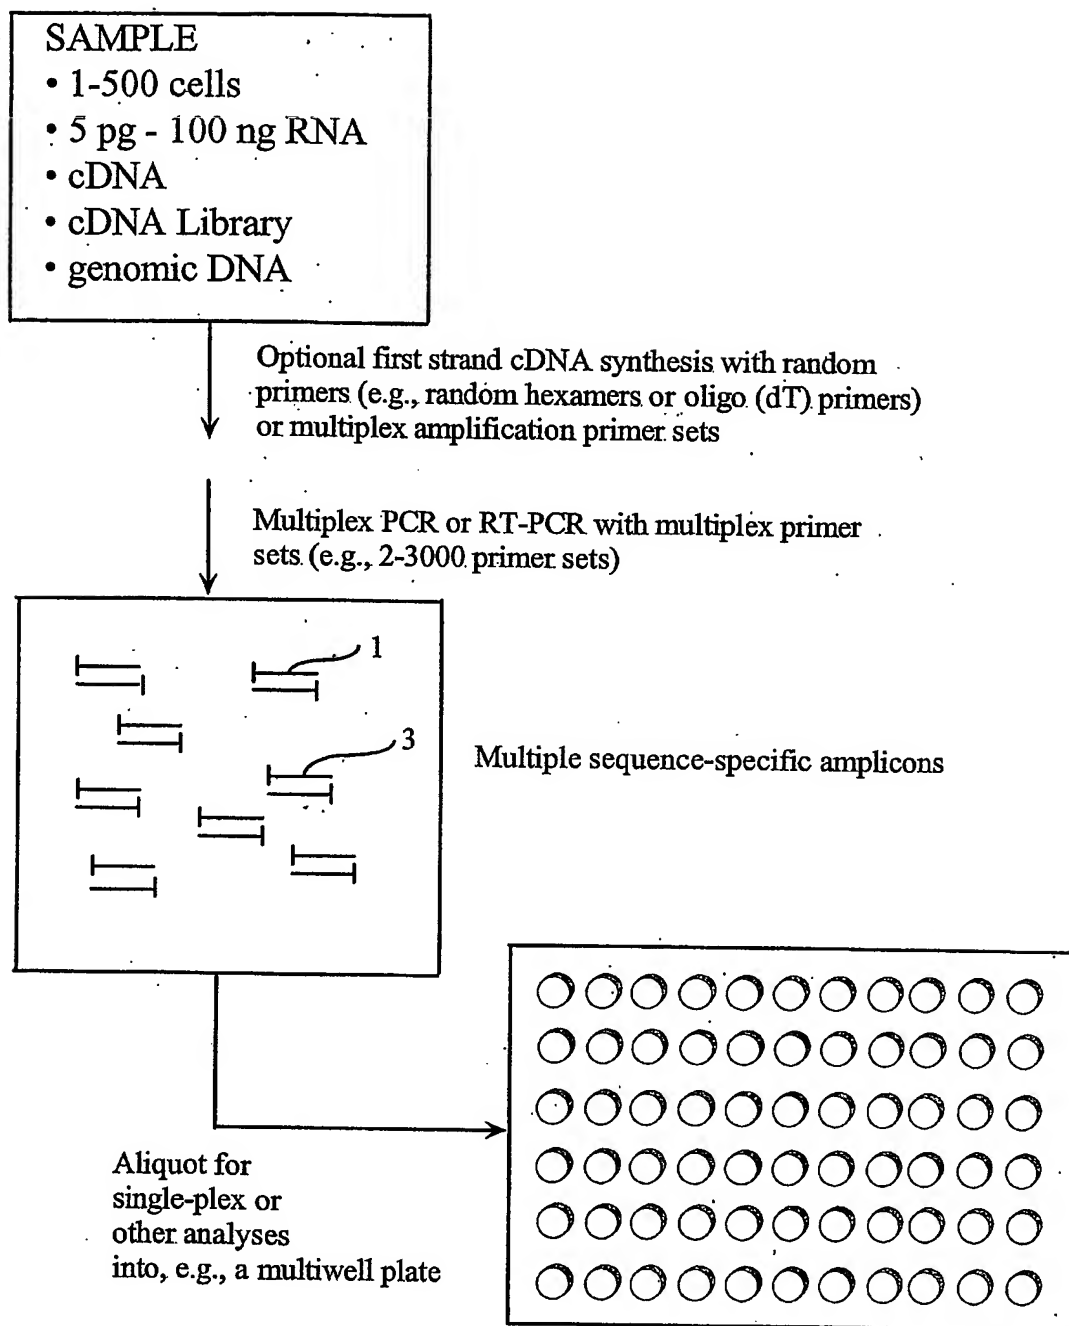 SAMPLE
• 1-500 cells
• 5 pg - 100 ng RNA
• cDNA
• cDNA Library
• genomic DNA
Optional first strand cDNA synthesis with random
primers (e.g., random hexamers or oligo (dT) primers)
or multiplex amplification primer sets
Multiplex PCR or RT-PCR with multiplex primer
sets (e.g., 2-3000 primer sets)
1
3
Multiple sequence-specific amplicons
Aliquot for
single-plex or
other analyses
into, e.g., a multiwell plate